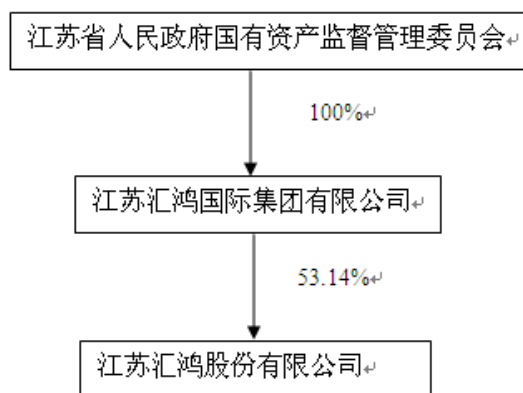 江苏省人民政府国有资产监督管理委员会
100%
江苏汇鸿国际集团有限公司
53.14%
江苏汇鸿股份有限公司